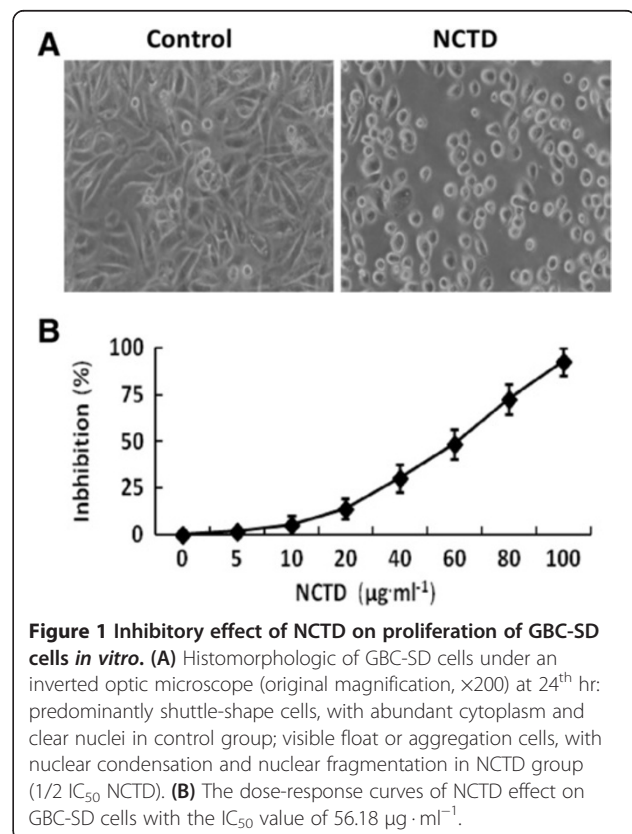 A
Control
NCTD
B
100
75
50
25
0
Inbhibition (%)
0 5 10 20 40 60 80 100
NCTD (µg·ml⁻¹)
Figure 1 Inhibitory effect of NCTD on proliferation of GBC-SD
cells in vitro. (A) Histomorphologic of GBC-SD cells under an
inverted optic microscope (original magnification, ×200) at 24ᵗʰ hr:
predominantly shuttle-shape cells, with abundant cytoplasm and
clear nuclei in control group; visible float or aggregation cells, with
nuclear condensation and nuclear fragmentation in NCTD group
(1/2 IC₅₀ NCTD). (B) The dose-response curves of NCTD effect on
GBC-SD cells with the IC₅₀ value of 56.18 µg · ml⁻¹.